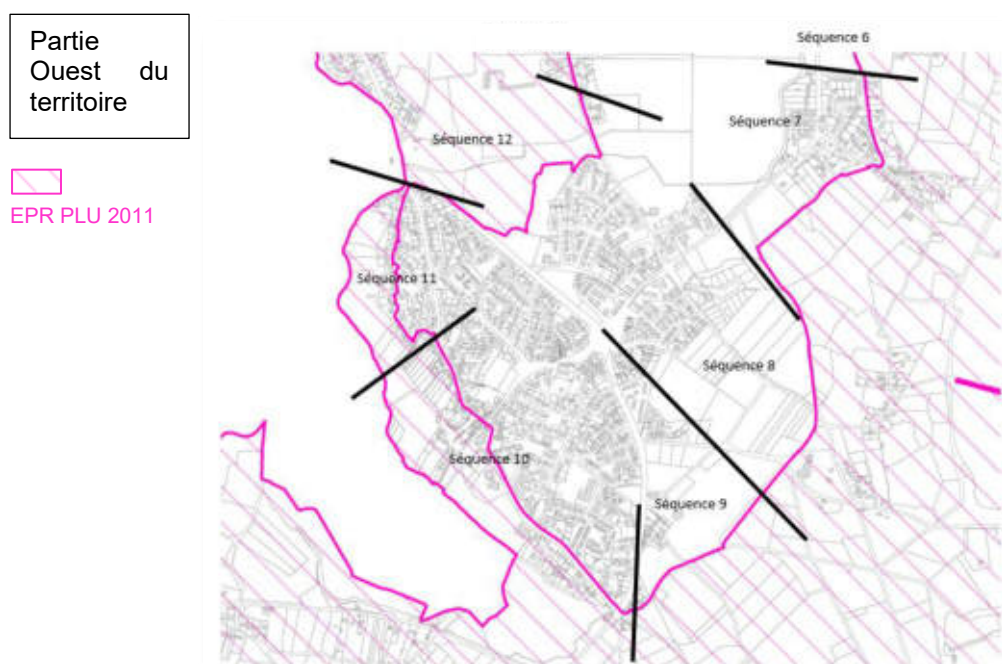 Partie
Ouest du
territoire
EPR PLU 2011
Séquence 6
Séquence 7
Séquence 12
Séquence 11
Séquence 8
Séquence 10
Séquence 9